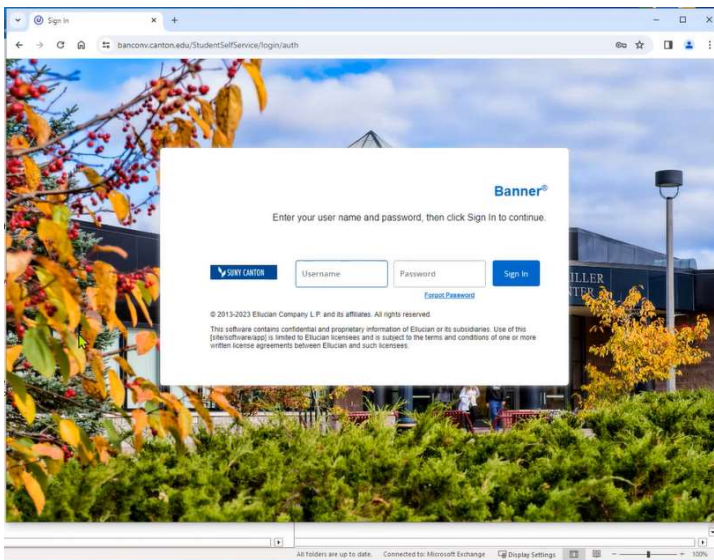 Sign In
banconv.canton.edu/StudentSelfService/login/auth
Banner®
Enter your user name and password, then click Sign In to continue.
SUNY CANTON
Username
Password
Sign In
Forgot Password
© 2013-2023 Ellucian Company L.P. and its affiliates. All rights reserved.
This software contains confidential and proprietary information of Ellucian or its subsidiaries. Use of this
[site/software/app] is limited to Ellucian licensees and is subject to the terms and conditions of one or more
written license agreements between Ellucian and such licensees.
All folders are up to date. Connected to: Microsoft Exchange Display Settings 100%